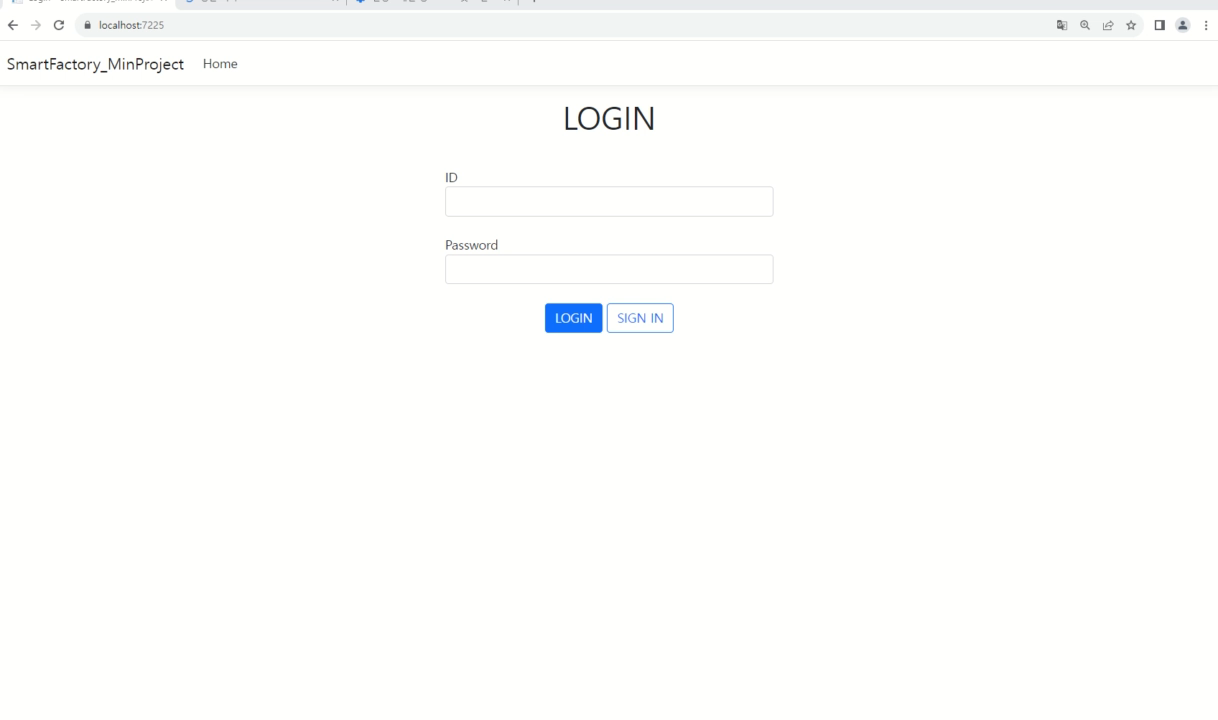 localhost:7225
SmartFactory_MinProject Home
LOGIN
ID
Password
LOGIN SIGN IN